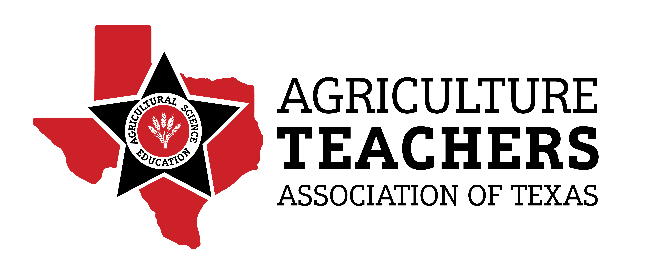 AGRICULTURAL SCIENCE
EDUCATION
AGRICULTURE
TEACHERS
ASSOCIATION OF TEXAS